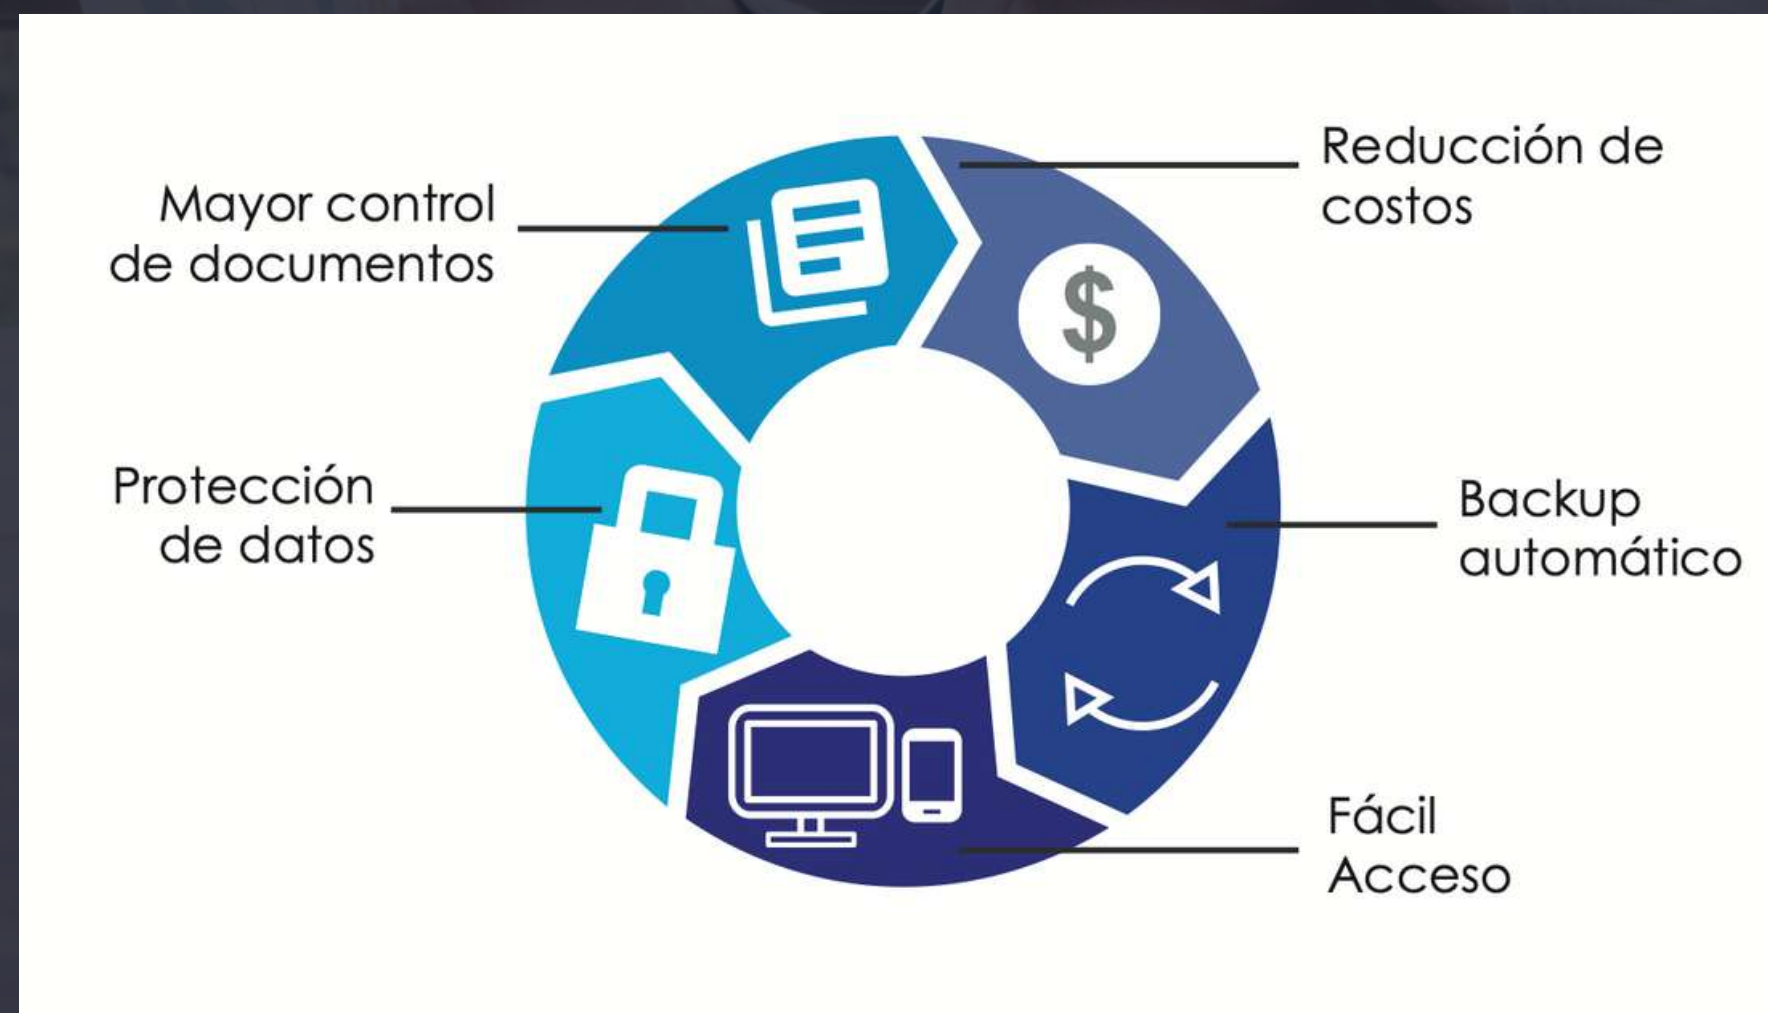 Mayor control
de documentos
Reducción de
costos
$
Protección
de datos
Backup
automático
Fácil
Acceso